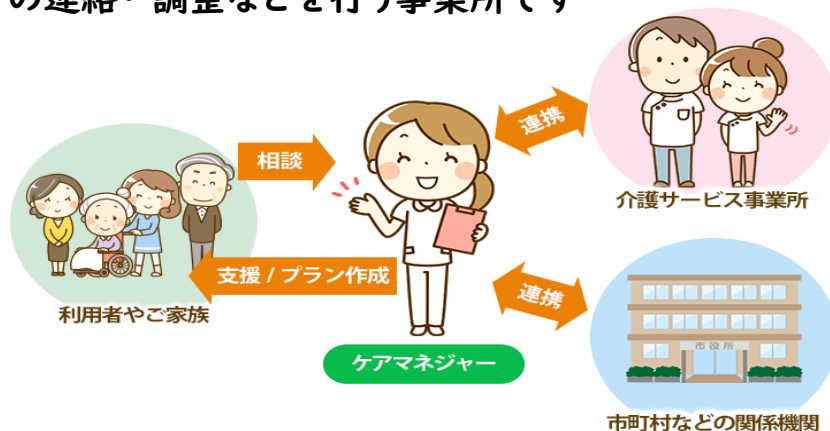 の連絡・調整などを行う事業所です
相談
連携
介護サービス事業所
支援 / プラン作成
利用者やご家族
連携
市役所
ケアマネジャー
市町村などの関係機関